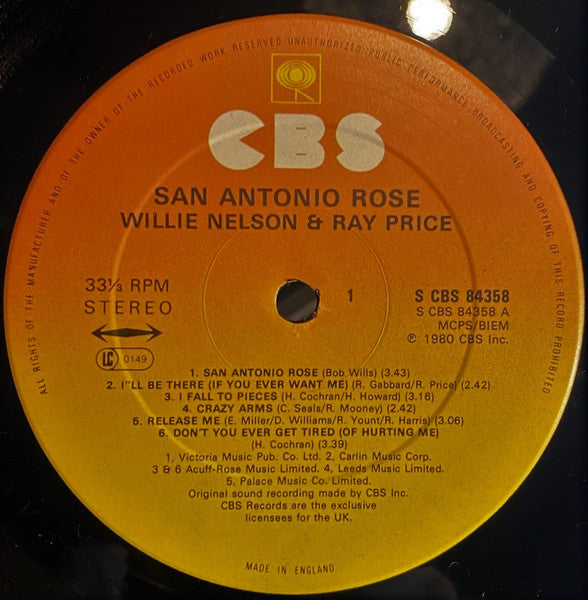 ALL RIGHTS OF THE MANUFACTURER AND OF THE OWNER OF THE RECORDED WORK RESERVED UNAUTHORIZED PUBLIC PERFORMANCE BROADCASTING AND COPYING OF THIS RECORD PROHIBITED
CBS
SAN ANTONIO ROSE
WILLIE NELSON & RAY PRICE
33⅓ RPM
STEREO
LC 0149
1
S CBS 84358
S CBS 84358 A
MCPS/BIEM
℗ 1980 CBS Inc.
1. SAN ANTONIO ROSE (Bob Wills) (3.43)
2. I"LL BE THERE (IF YOU EVER WANT ME) (R. Gabbard/R. Price) (2.42)
3. I FALL TO PIECES (H. Cochran/H. Howard) (3.16)
4. CRAZY ARMS (C. Seals/R. Mooney) (2.42)
5. RELEASE ME (E. Miller/D. Williams/R. Yount/R. Harris) (3.06)
6. DON'T YOU EVER GET TIRED (OF HURTING ME)
(H. Cochran) (3.39)
1, Victoria Music Pub. Co. Ltd. 2, Carlin Music Corp.
3 & 6 Acuff-Rose Music Limited. 4, Leeds Music Limited.
5, Palace Music Co. Limited.
Original sound recording made by CBS Inc.
CBS Records are the exclusive
licensees for the UK.
MADE IN ENGLAND